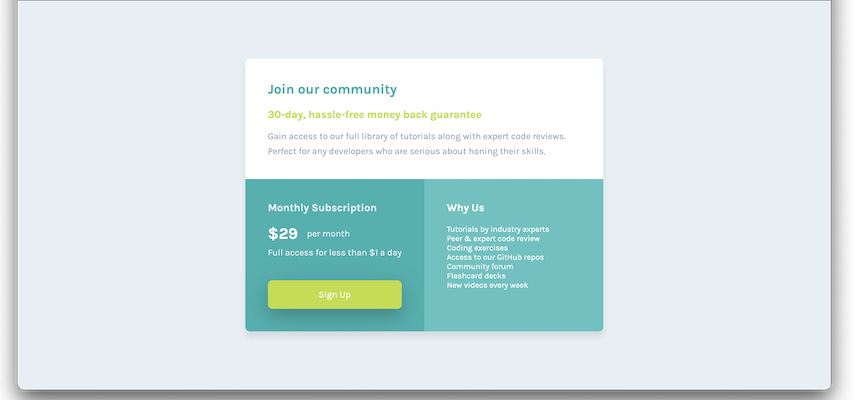 Join our community
30-day, hassle-free money back guarantee
Gain access to our full library of tutorials along with expert code reviews.
Perfect for any developers who are serious about honing their skills.
Monthly Subscription
$29 per month
Full access for less than $1 a day
Sign Up
Why Us
Tutorials by industry experts
Peer & expert code review
Coding exercises
Access to our GitHub repos
Community forum
Flashcard decks
New videos every week